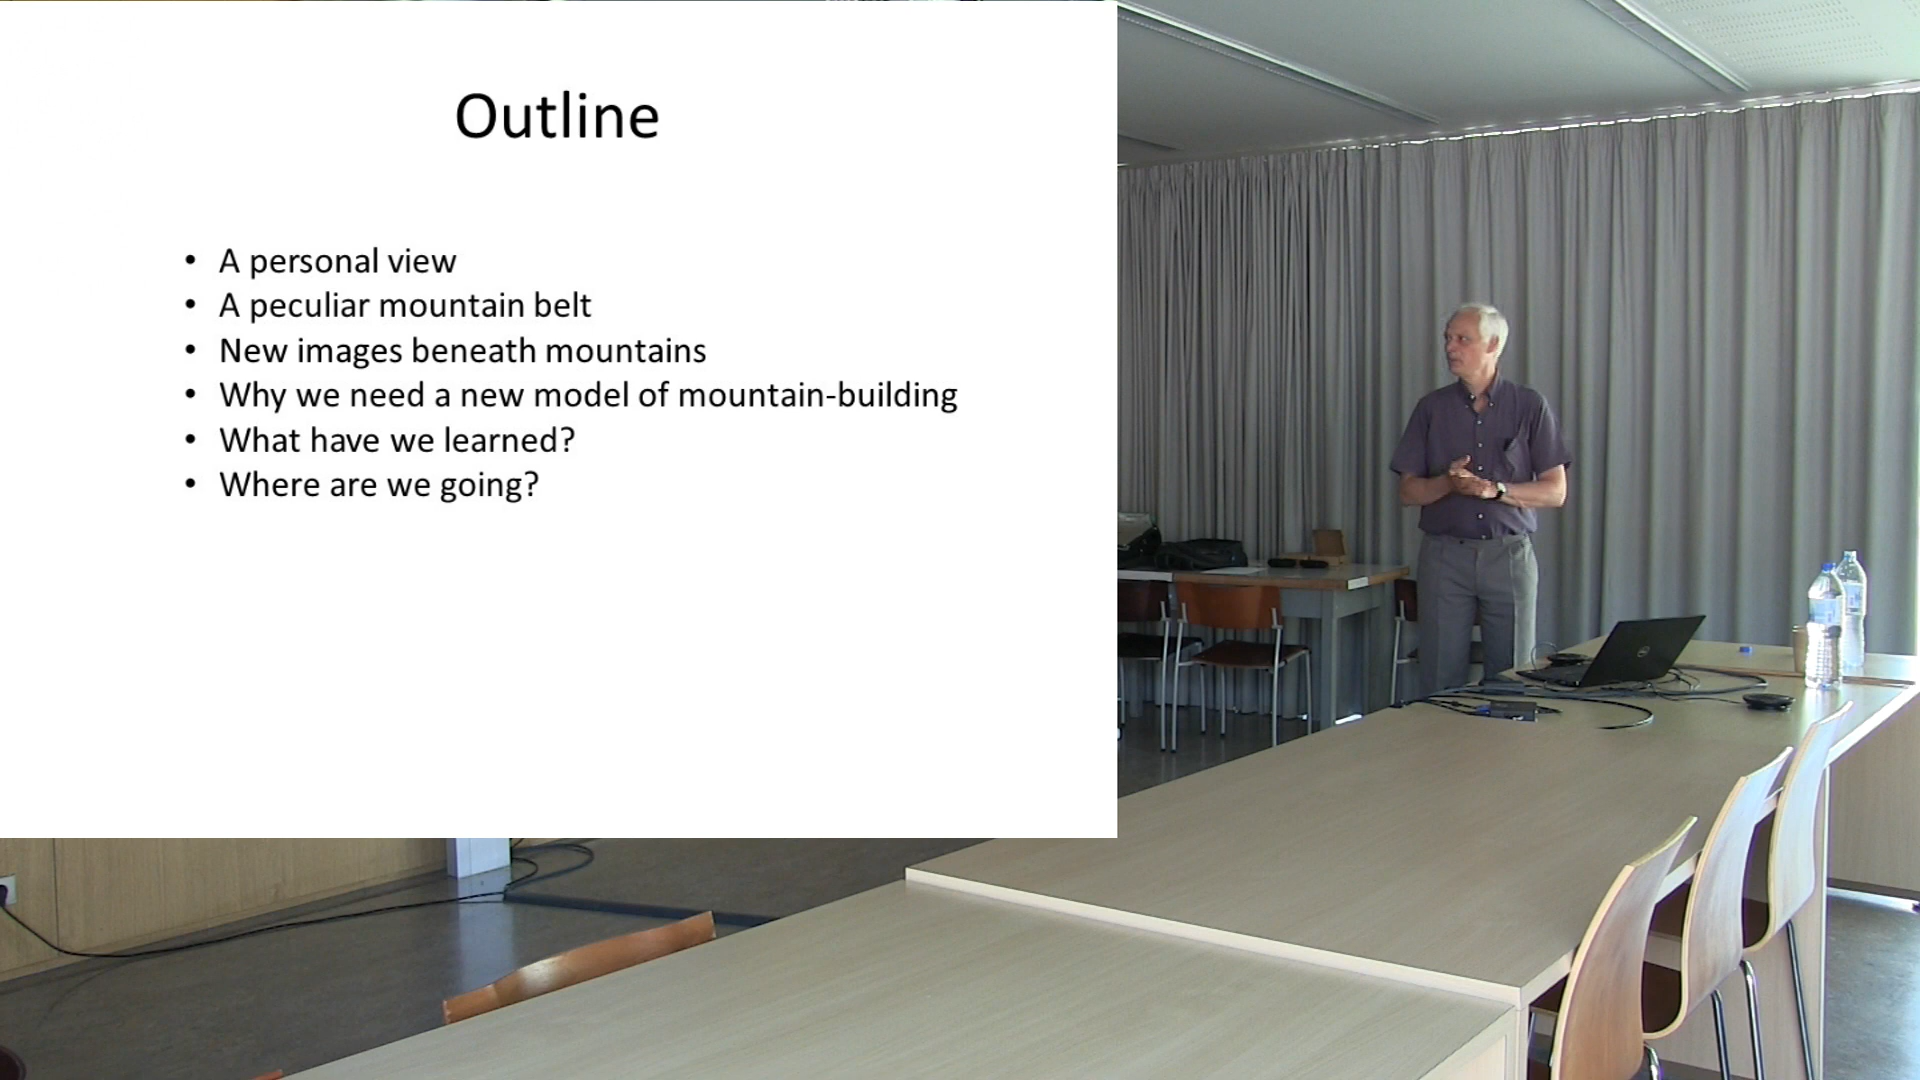 Outline
• A personal view
• A peculiar mountain belt
• New images beneath mountains
• Why we need a new model of mountain-building
• What have we learned?
• Where are we going?